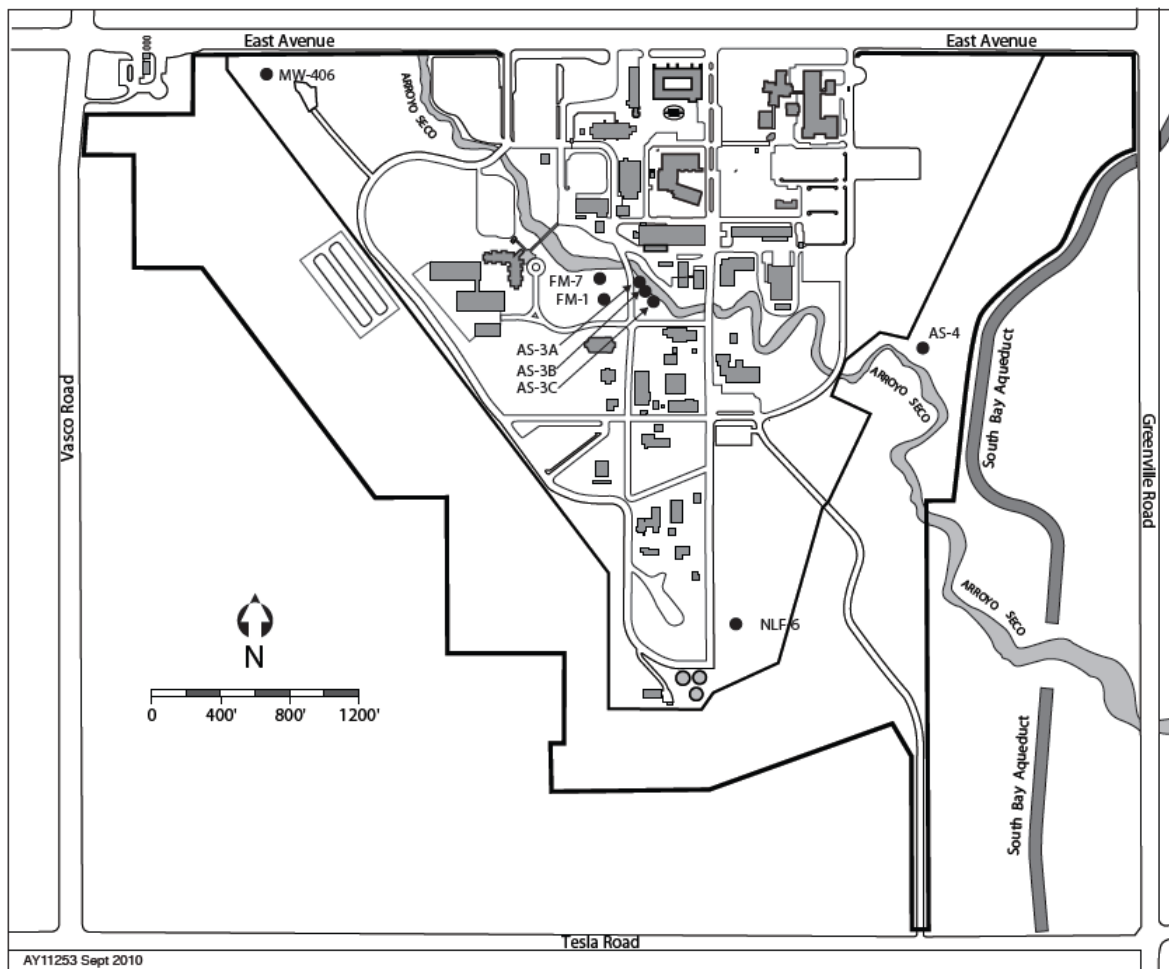 East Avenue
East Avenue
MW-406
ARROYO SECO
FM-7
FM-1
AS-3A
AS-3B
AS-3C
AS-4
ARROYO SECO
South Bay Aqueduct
Vasco Road
Greenville Road
ARROYO SECO
NLF-6
N
0 400' 800' 1200'
South Bay Aqueduct
Tesla Road
AY11253 Sept 2010